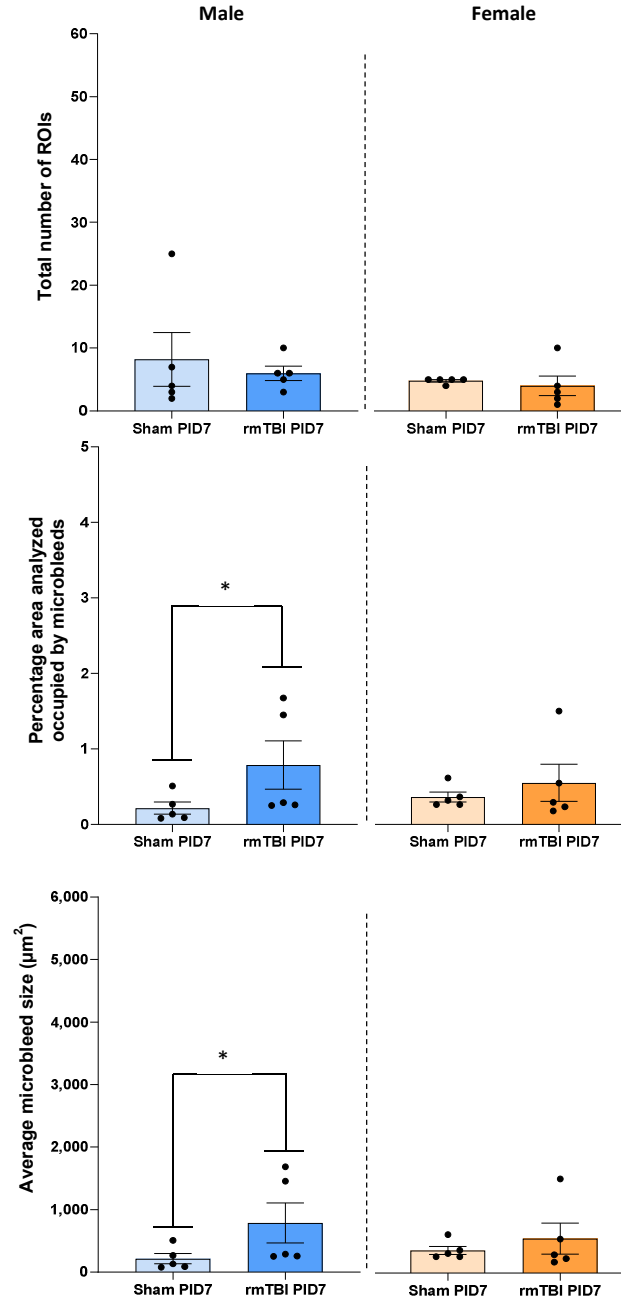 Male Female
Total number of ROIs
60
50
40
30
20
10
0
Sham PID7 rmTBI PID7 Sham PID7 rmTBI PID7
Percentage area analyzed
occupied by microbleeds
5
4
3
2
1
0
*
Sham PID7 rmTBI PID7 Sham PID7 rmTBI PID7
Average microbleed size (μm²)
6,000
5,000
4,000
3,000
2,000
1,000
0
*
Sham PID7 rmTBI PID7 Sham PID7 rmTBI PID7